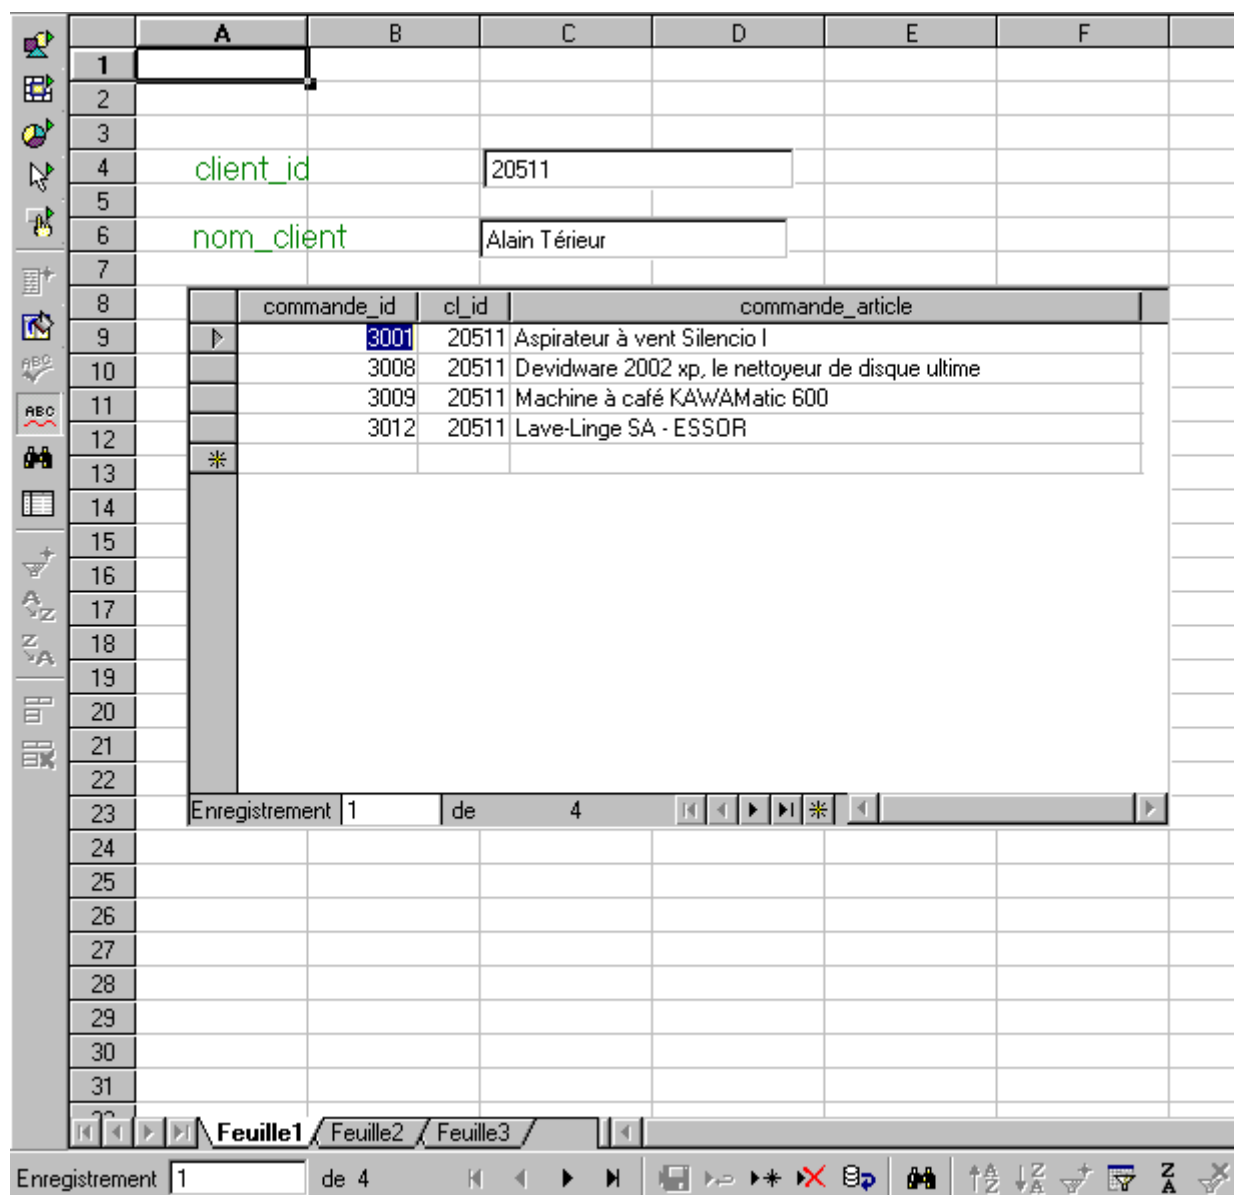 A B C D E F
1
2
3
4 client_id 20511
5
6 nom_client Alain Térieur
7
8 commande_id cl_id commande_article
9 3001 20511 Aspirateur à vent Silencio I
10 3008 20511 Devidware 2002 xp, le nettoyeur de disque ultime
11 3009 20511 Machine à café KAWAMatic 600
12 3012 20511 Lave-Linge SA - ESSOR
13
14
15
16
17
18
19
20
21
22
23 Enregistrement 1 de 4
24
25
26
27
28
29
30
31
Feuille1 Feuille2 Feuille3
Enregistrement 1 de 4
ABC
ABC
A Z
Z A
A Z
Z A
Z A